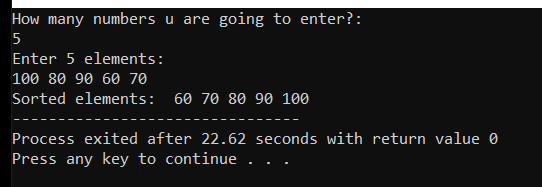 How many numbers u are going to enter?:
5
Enter 5 elements:
100 80 90 60 70
Sorted elements:  60 70 80 90 100
--------------------------------
Process exited after 22.62 seconds with return value 0
Press any key to continue . . .